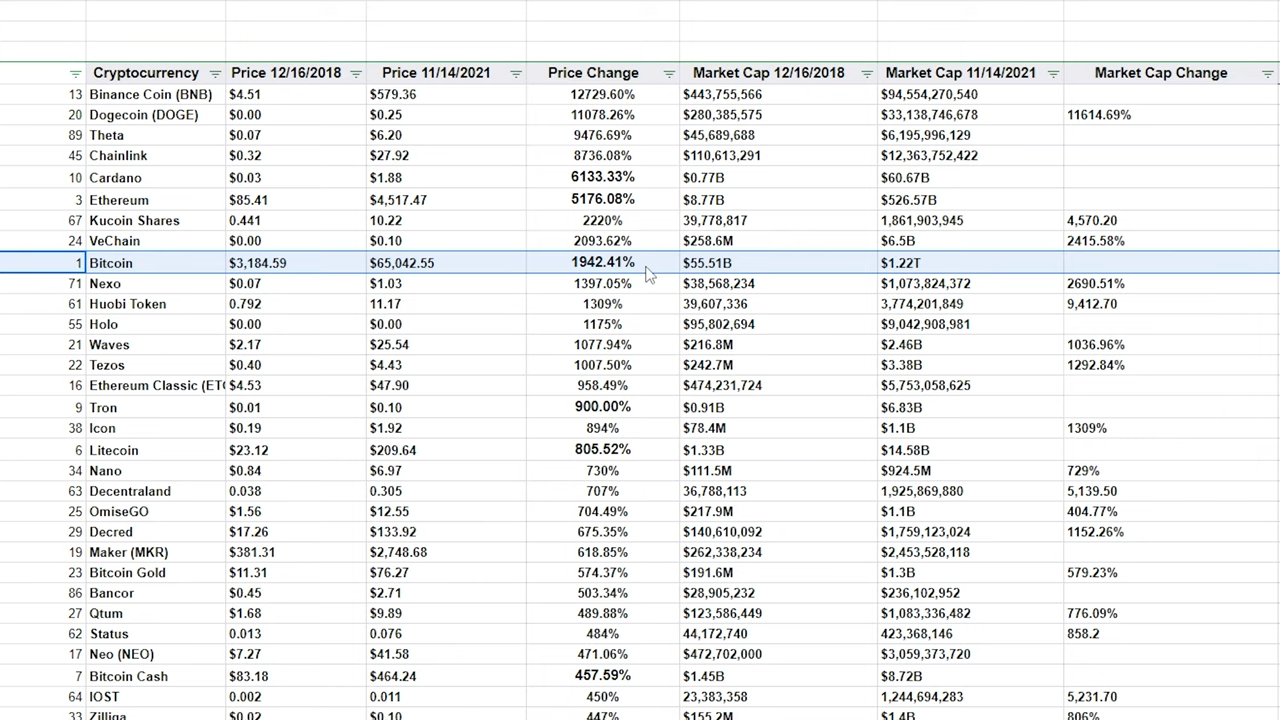 Cryptocurrency Price 12/16/2018 Price 11/14/2021 Price Change Market Cap 12/16/2018 Market Cap 11/14/2021 Market Cap Change
13 Binance Coin (BNB) $4.51 $579.36 12729.60% $443,755,566 $94,554,270,540
20 Dogecoin (DOGE) $0.00 $0.25 11078.26% $280,385,575 $33,138,746,678 11614.69%
89 Theta $0.07 $6.20 9476.69% $45,689,688 $6,195,996,129
45 Chainlink $0.32 $27.92 8736.08% $110,613,291 $12,363,752,422
10 Cardano $0.03 $1.88 6133.33% $0.77B $60.67B
3 Ethereum $85.41 $4,517.47 5176.08% $8.77B $526.57B
67 Kucoin Shares 0.441 10.22 2220% 39,778,817 1,861,903,945 4,570.20
24 VeChain $0.00 $0.10 2093.62% $258.6M $6.5B 2415.58%
1 Bitcoin $3,184.59 $65,042.55 1942.41% $55.51B $1.22T
71 Nexo $0.07 $1.03 1397.05% $38,568,234 $1,073,824,372 2690.51%
61 Huobi Token 0.792 11.17 1309% 39,607,336 3,774,201,849 9,412.70
55 Holo $0.00 $0.00 1175% $95,802,694 $9,042,908,981
21 Waves $2.17 $25.54 1077.94% $216.8M $2.46B 1036.96%
22 Tezos $0.40 $4.43 1007.50% $242.7M $3.38B 1292.84%
16 Ethereum Classic (ETC $4.53 $47.90 958.49% $474,231,724 $5,753,058,625
9 Tron $0.01 $0.10 900.00% $0.91B $6.83B
38 Icon $0.19 $1.92 894% $78.4M $1.1B 1309%
6 Litecoin $23.12 $209.64 805.52% $1.33B $14.58B
34 Nano $0.84 $6.97 730% $111.5M $924.5M 729%
63 Decentraland 0.038 0.305 707% 36,788,113 1,925,869,880 5,139.50
25 OmiseGO $1.56 $12.55 704.49% $217.9M $1.1B 404.77%
29 Decred $17.26 $133.92 675.35% $140,610,092 $1,759,123,024 1152.26%
19 Maker (MKR) $381.31 $2,748.68 618.85% $262,338,234 $2,453,528,118
23 Bitcoin Gold $11.31 $76.27 574.37% $191.6M $1.3B 579.23%
86 Bancor $0.45 $2.71 503.34% $28,905,232 $236,102,952
27 Qtum $1.68 $9.89 489.88% $123,586,449 $1,083,336,482 776.09%
62 Status 0.013 0.076 484% 44,172,740 423,368,146 858.2
17 Neo (NEO) $7.27 $41.58 471.06% $472,702,000 $3,059,373,720
7 Bitcoin Cash $83.18 $464.24 457.59% $1.45B $8.72B
64 IOST 0.002 0.011 450% 23,383,358 1,244,694,283 5,231.70
33 Zilliqa $0.02 $0.10 447% $155.2M $1.4B 806%